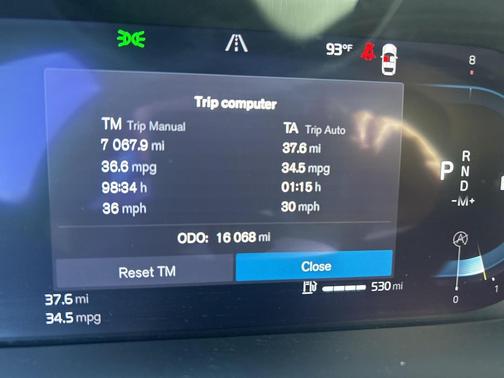 93°F
8
Trip computer
TM Trip Manual TA Trip Auto
7 067.9 mi 37.6 mi
36.6 mpg 34.5 mpg
98:34 h 01:15 h
36 mph 30 mph
R
P N
D
-M+
ODO: 16 068 mi
Reset TM Close
37.6 mi 530 mi
34.5 mpg
0 1